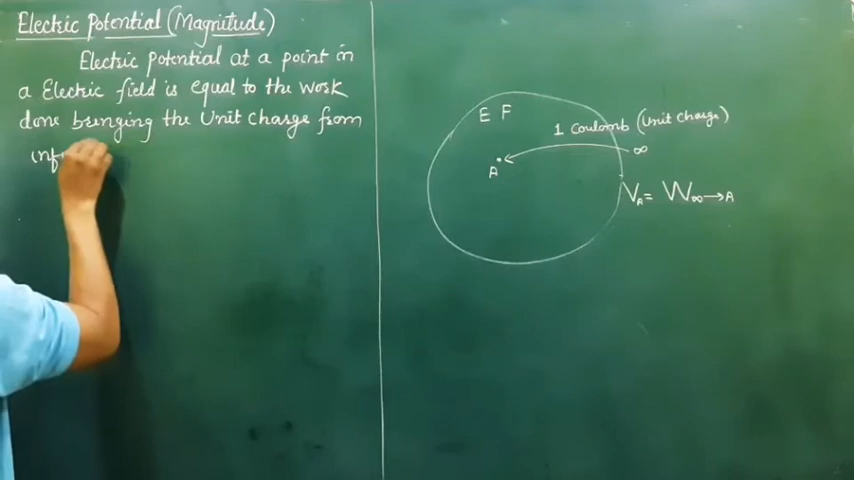 Electric Potential (Magnitude)
Electric potential at a point in
a Electric field is equal to the work
done bringing the Unit Charge from
inf
E F
1 Coulomb (Unit Charge)
∞
A
V_A = W_∞→A